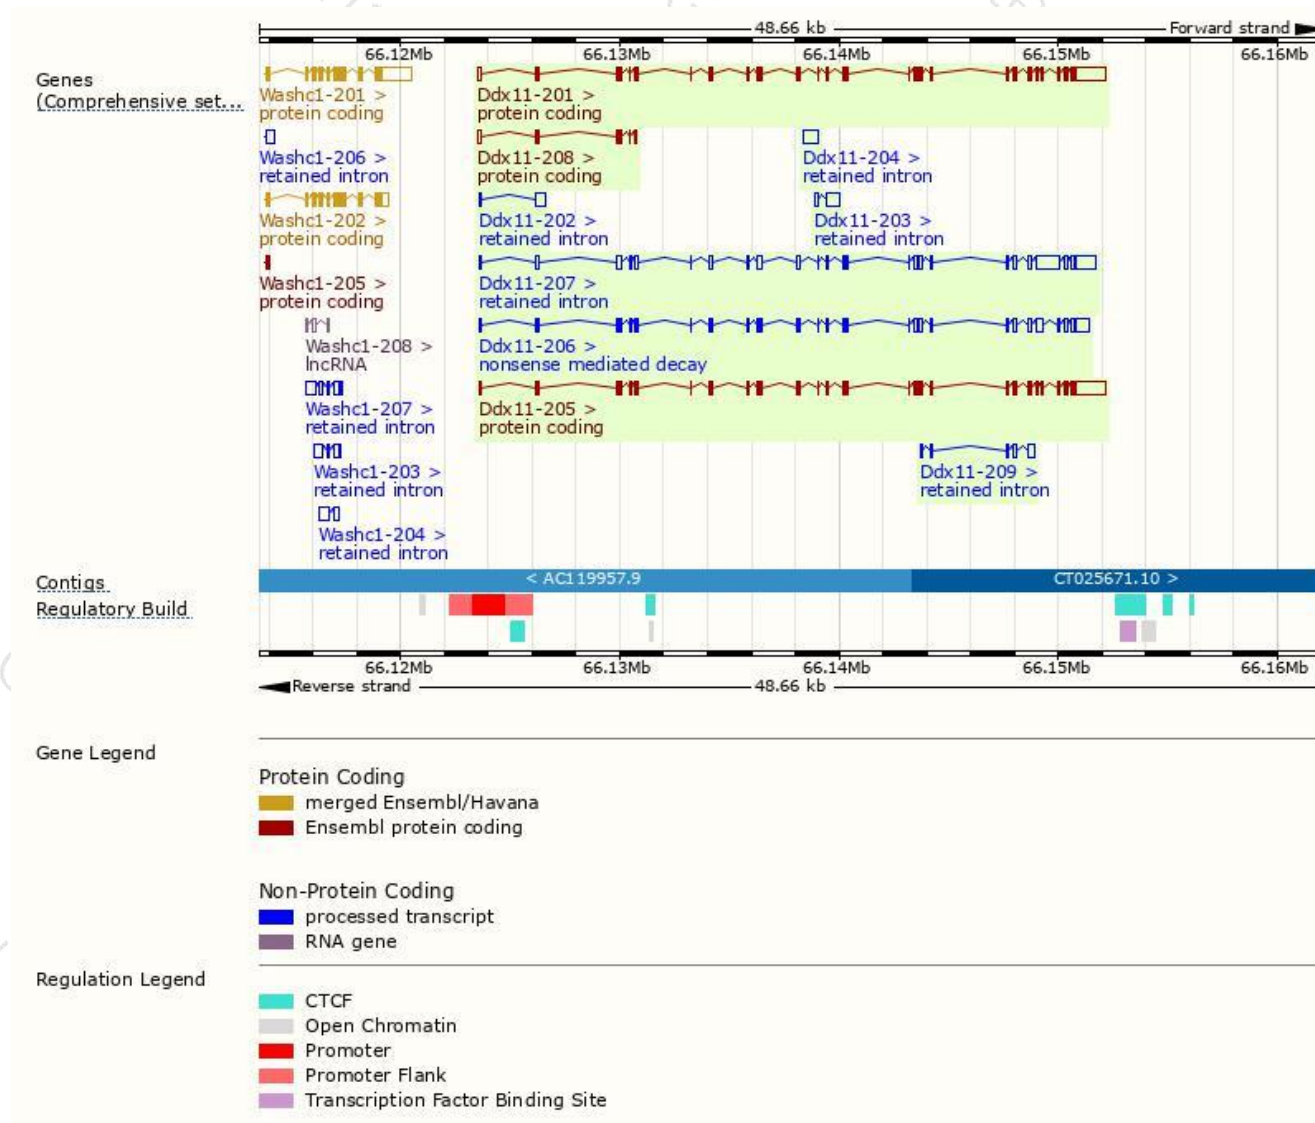 48.66 kb Forward strand
66.12Mb 66.13Mb 66.14Mb 66.15Mb 66.16Mb
Genes
(Comprehensive set...
Washc1-201 > Ddx11-201 >
protein coding protein coding
Washc1-206 > Ddx11-208 > Ddx11-204 >
retained intron protein coding retained intron
Washc1-202 > Ddx11-202 > Ddx11-203 >
protein coding retained intron retained intron
Washc1-205 > Ddx11-207 >
protein coding retained intron
Washc1-208 > Ddx11-206 >
lncRNA nonsense mediated decay
Washc1-207 > Ddx11-205 >
retained intron protein coding
Washc1-203 > Ddx11-209 >
retained intron retained intron
Washc1-204 >
retained intron
Contigs < AC119957.9 CT025671.10 >
Regulatory Build
66.12Mb 66.13Mb 66.14Mb 66.15Mb 66.16Mb
Reverse strand 48.66 kb
Gene Legend
Protein Coding
merged Ensembl/Havana
Ensembl protein coding
Non-Protein Coding
processed transcript
RNA gene
Regulation Legend
CTCF
Open Chromatin
Promoter
Promoter Flank
Transcription Factor Binding Site